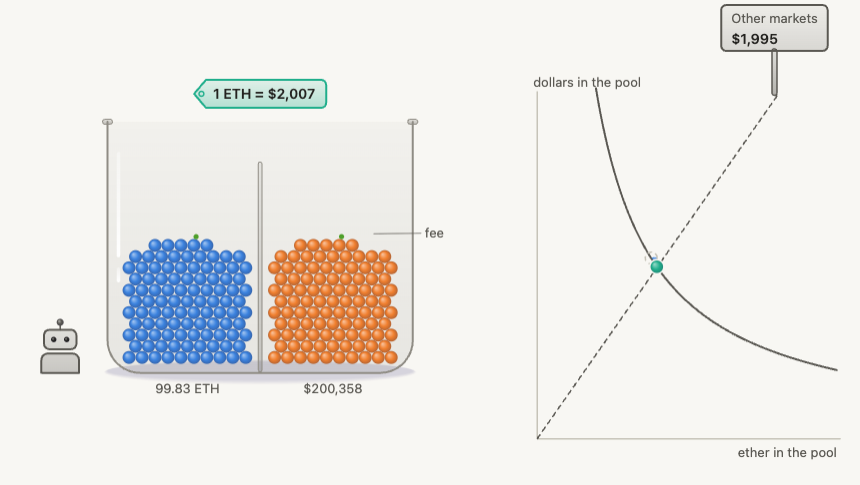 Other markets
$1,995
dollars in the pool
1 ETH = $2,007
fee
99.83 ETH
$200,358
ether in the pool